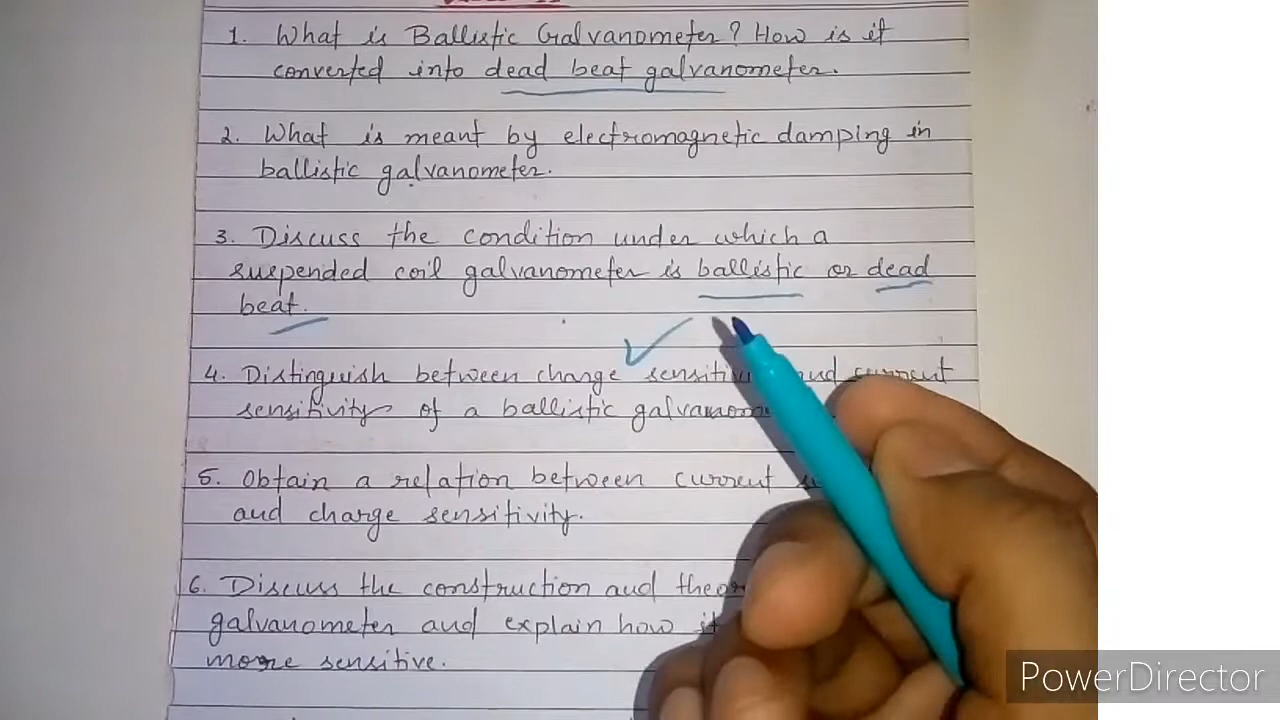 1. What is Ballistic Galvanometer? How is it
converted into dead beat galvanometer.
2. What is meant by electromagnetic damping in
ballistic galvanometer.
3. Discuss the condition under which a
suspended coil galvanometer is ballistic or dead
beat.
4. Distinguish between charge and current
sensitivity of a ballistic
5. Obtain a relation between current
and charge sensitivity.
6. Discuss the construction and
galvanometer and explain how it
more sensitive.
PowerDirector